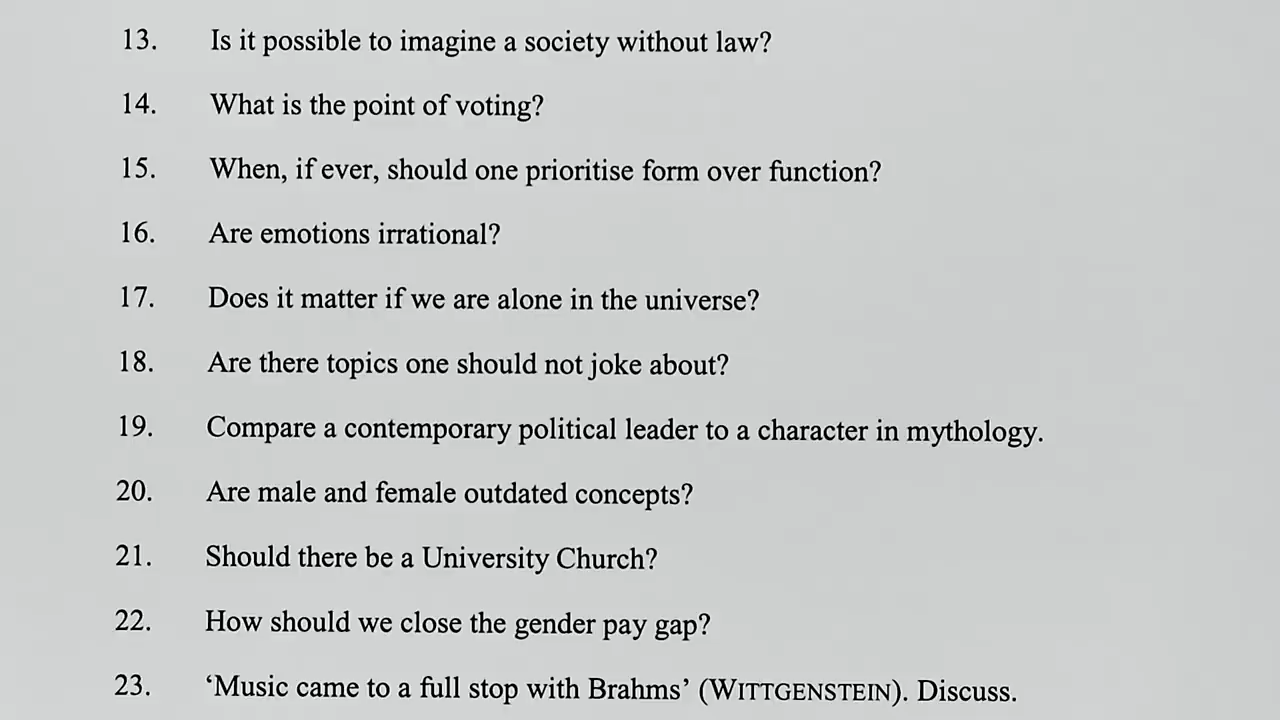 13. Is it possible to imagine a society without law?
14. What is the point of voting?
15. When, if ever, should one prioritise form over function?
16. Are emotions irrational?
17. Does it matter if we are alone in the universe?
18. Are there topics one should not joke about?
19. Compare a contemporary political leader to a character in mythology.
20. Are male and female outdated concepts?
21. Should there be a University Church?
22. How should we close the gender pay gap?
23. ‘Music came to a full stop with Brahms’ (WITTGENSTEIN). Discuss.